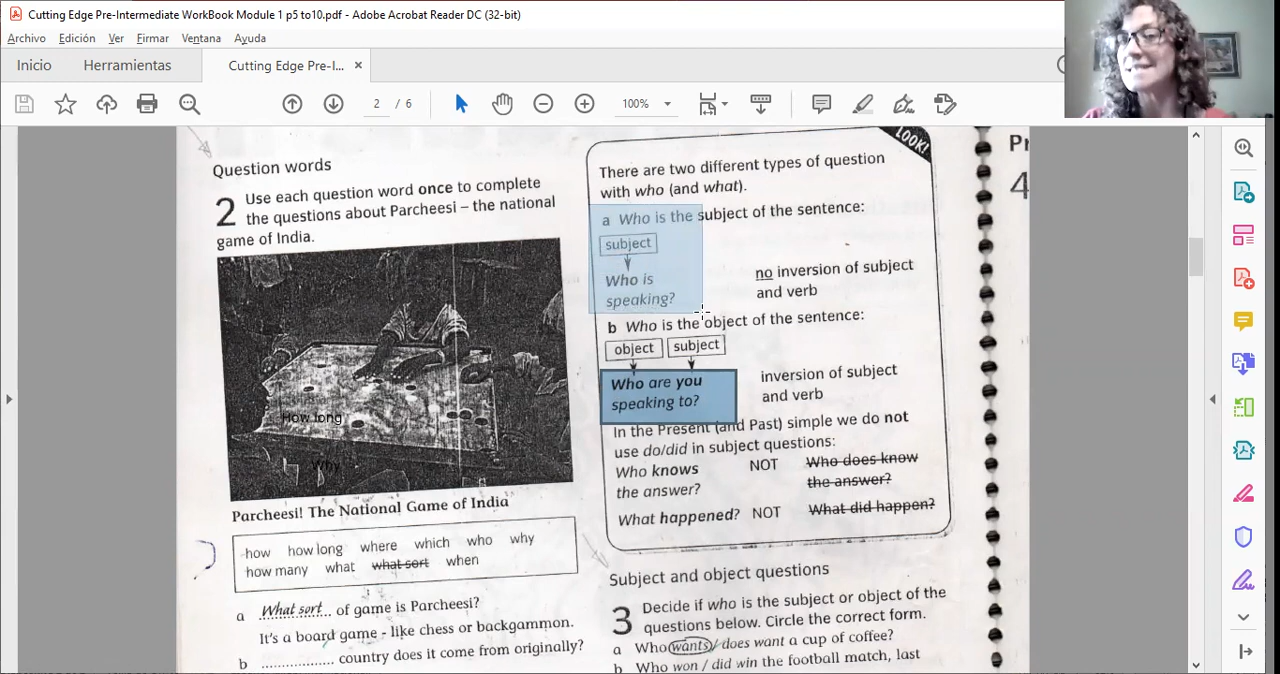 Cutting Edge Pre-Intermediate WorkBook Module 1 p5 to10.pdf - Adobe Acrobat Reader DC (32-bit)
Archivo Edición Ver Firmar Ventana Ayuda
Inicio Herramientas Cutting Edge Pre-I... ×
2 / 6 100%
Question words
2 Use each question word once to complete
the questions about Parcheesi – the national
game of India.
How long
Why
Parcheesi! The National Game of India
how how long where which who why
how many what what sort when
a What sort of game is Parcheesi?
It's a board game - like chess or backgammon.
b ................. country does it come from originally?
LOOK!
There are two different types of question
with who (and what).
a Who is the subject of the sentence:
subject
Who is
speaking?
no inversion of subject
and verb
b Who is the object of the sentence:
object subject
Who are you
speaking to?
inversion of subject
and verb
In the Present (and Past) simple we do not
use do/did in subject questions:
Who knows NOT Who does know
the answer? the answer?
What happened? NOT What did happen?
Subject and object questions
3 Decide if who is the subject or object of the
questions below. Circle the correct form.
a Who wants / does want a cup of coffee?
b Who won / did win the football match, last
4